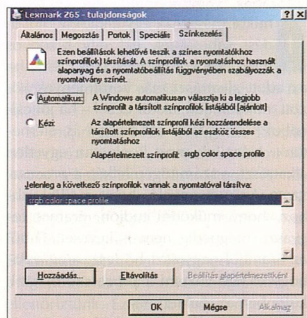 Lexmark Z65 - tulajdonságok
Általános Megosztás Portok Speciális Színkezelés
Ezen beállítások lehetővé teszik a színes nyomtatókhoz
színprofil(ok) társítását. A színprofilok a nyomtatáshoz használt
alapanyag és a nyomtatóbeállítás függvényében szabályozzák a
nyomtatvány színét.
Automatikus: A Windows automatikusan választja ki a legjobb
színprofilt a társított színprofilok listájából (ajánlott)
Kézi: Az alapértelmezett színprofil kézi hozzárendelése a
társított színprofilok listájából az eszköz összes
nyomtatáshoz
Alapértelmezett színprofil: srgb color space profile
Jelenleg a következő színprofilok vannak a nyomtatóval társítva:
srgb color space profile
Hozzáadás... Eltávolítás Beállítás alapértelmezettként
OK Mégse Alkalmaz